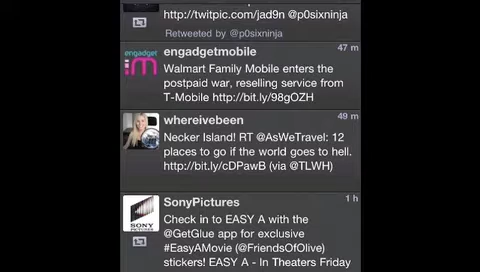 http://twitpic.com/jad9n @p0sixninja
Retweeted by @p0sixninja
engadgetmobile
47 m
engadget
Walmart Family Mobile enters the
postpaid war, reselling service from
T-Mobile http://bit.ly/98gOZH
whereivebeen
49 m
Necker Island! RT @AsWeTravel: 12
places to go if the world goes to hell.
http://bit.ly/cDPawB (via @TLWH)
SonyPictures
1 h
SONY
PICTURES
Check in to EASY A with the
@GetGlue app for exclusive
#EasyAMovie (@FriendsOfOlive)
stickers! EASY A - In Theaters Friday